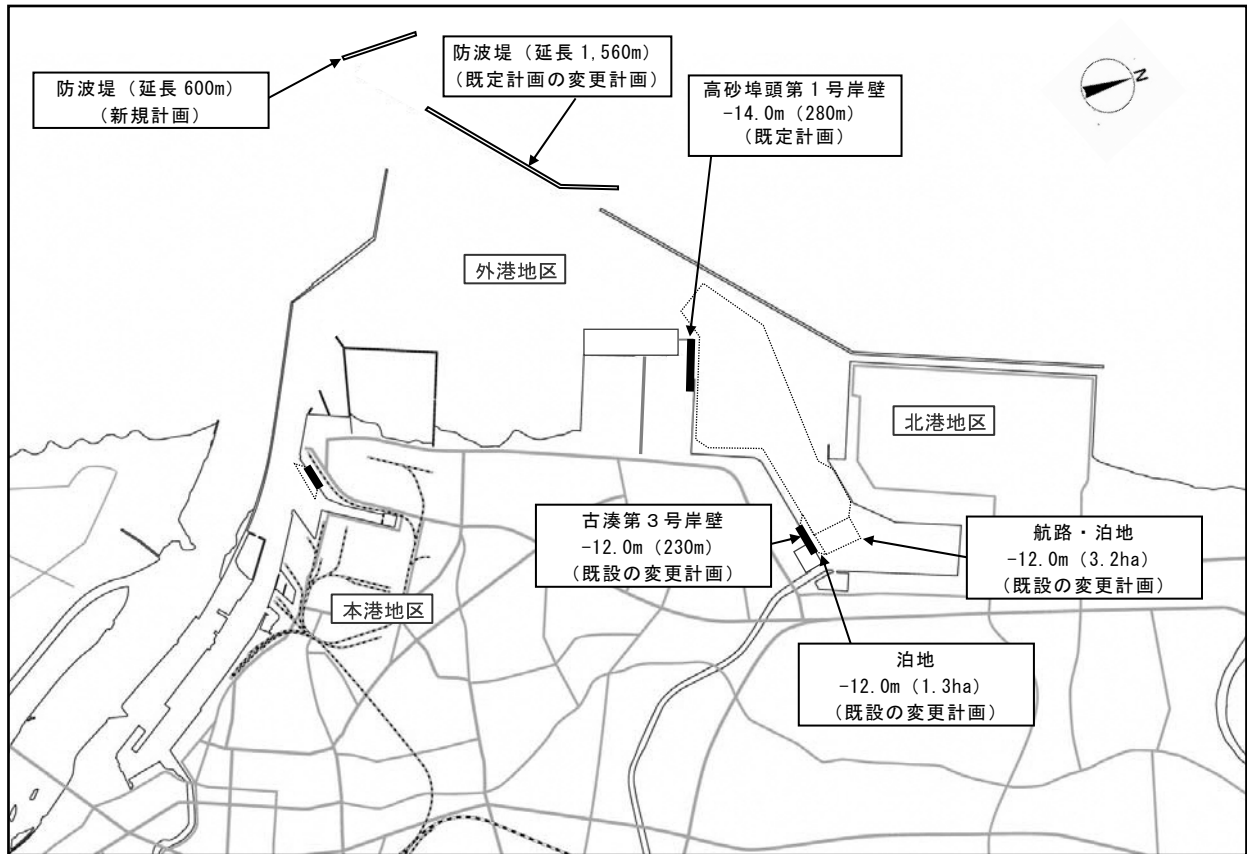 防波堤(延長 600m)
(新規計画)
防波堤(延長 1,560m)
(既定計画の変更計画)
高砂埠頭第1号岸壁
-14.0m(280m)
(既定計画)
N
外港地区
北港地区
古湊第3号岸壁
-12.0m(230m)
(既設の変更計画)
航路・泊地
-12.0m(3.2ha)
(既設の変更計画)
本港地区
泊地
-12.0m(1.3ha)
(既設の変更計画)